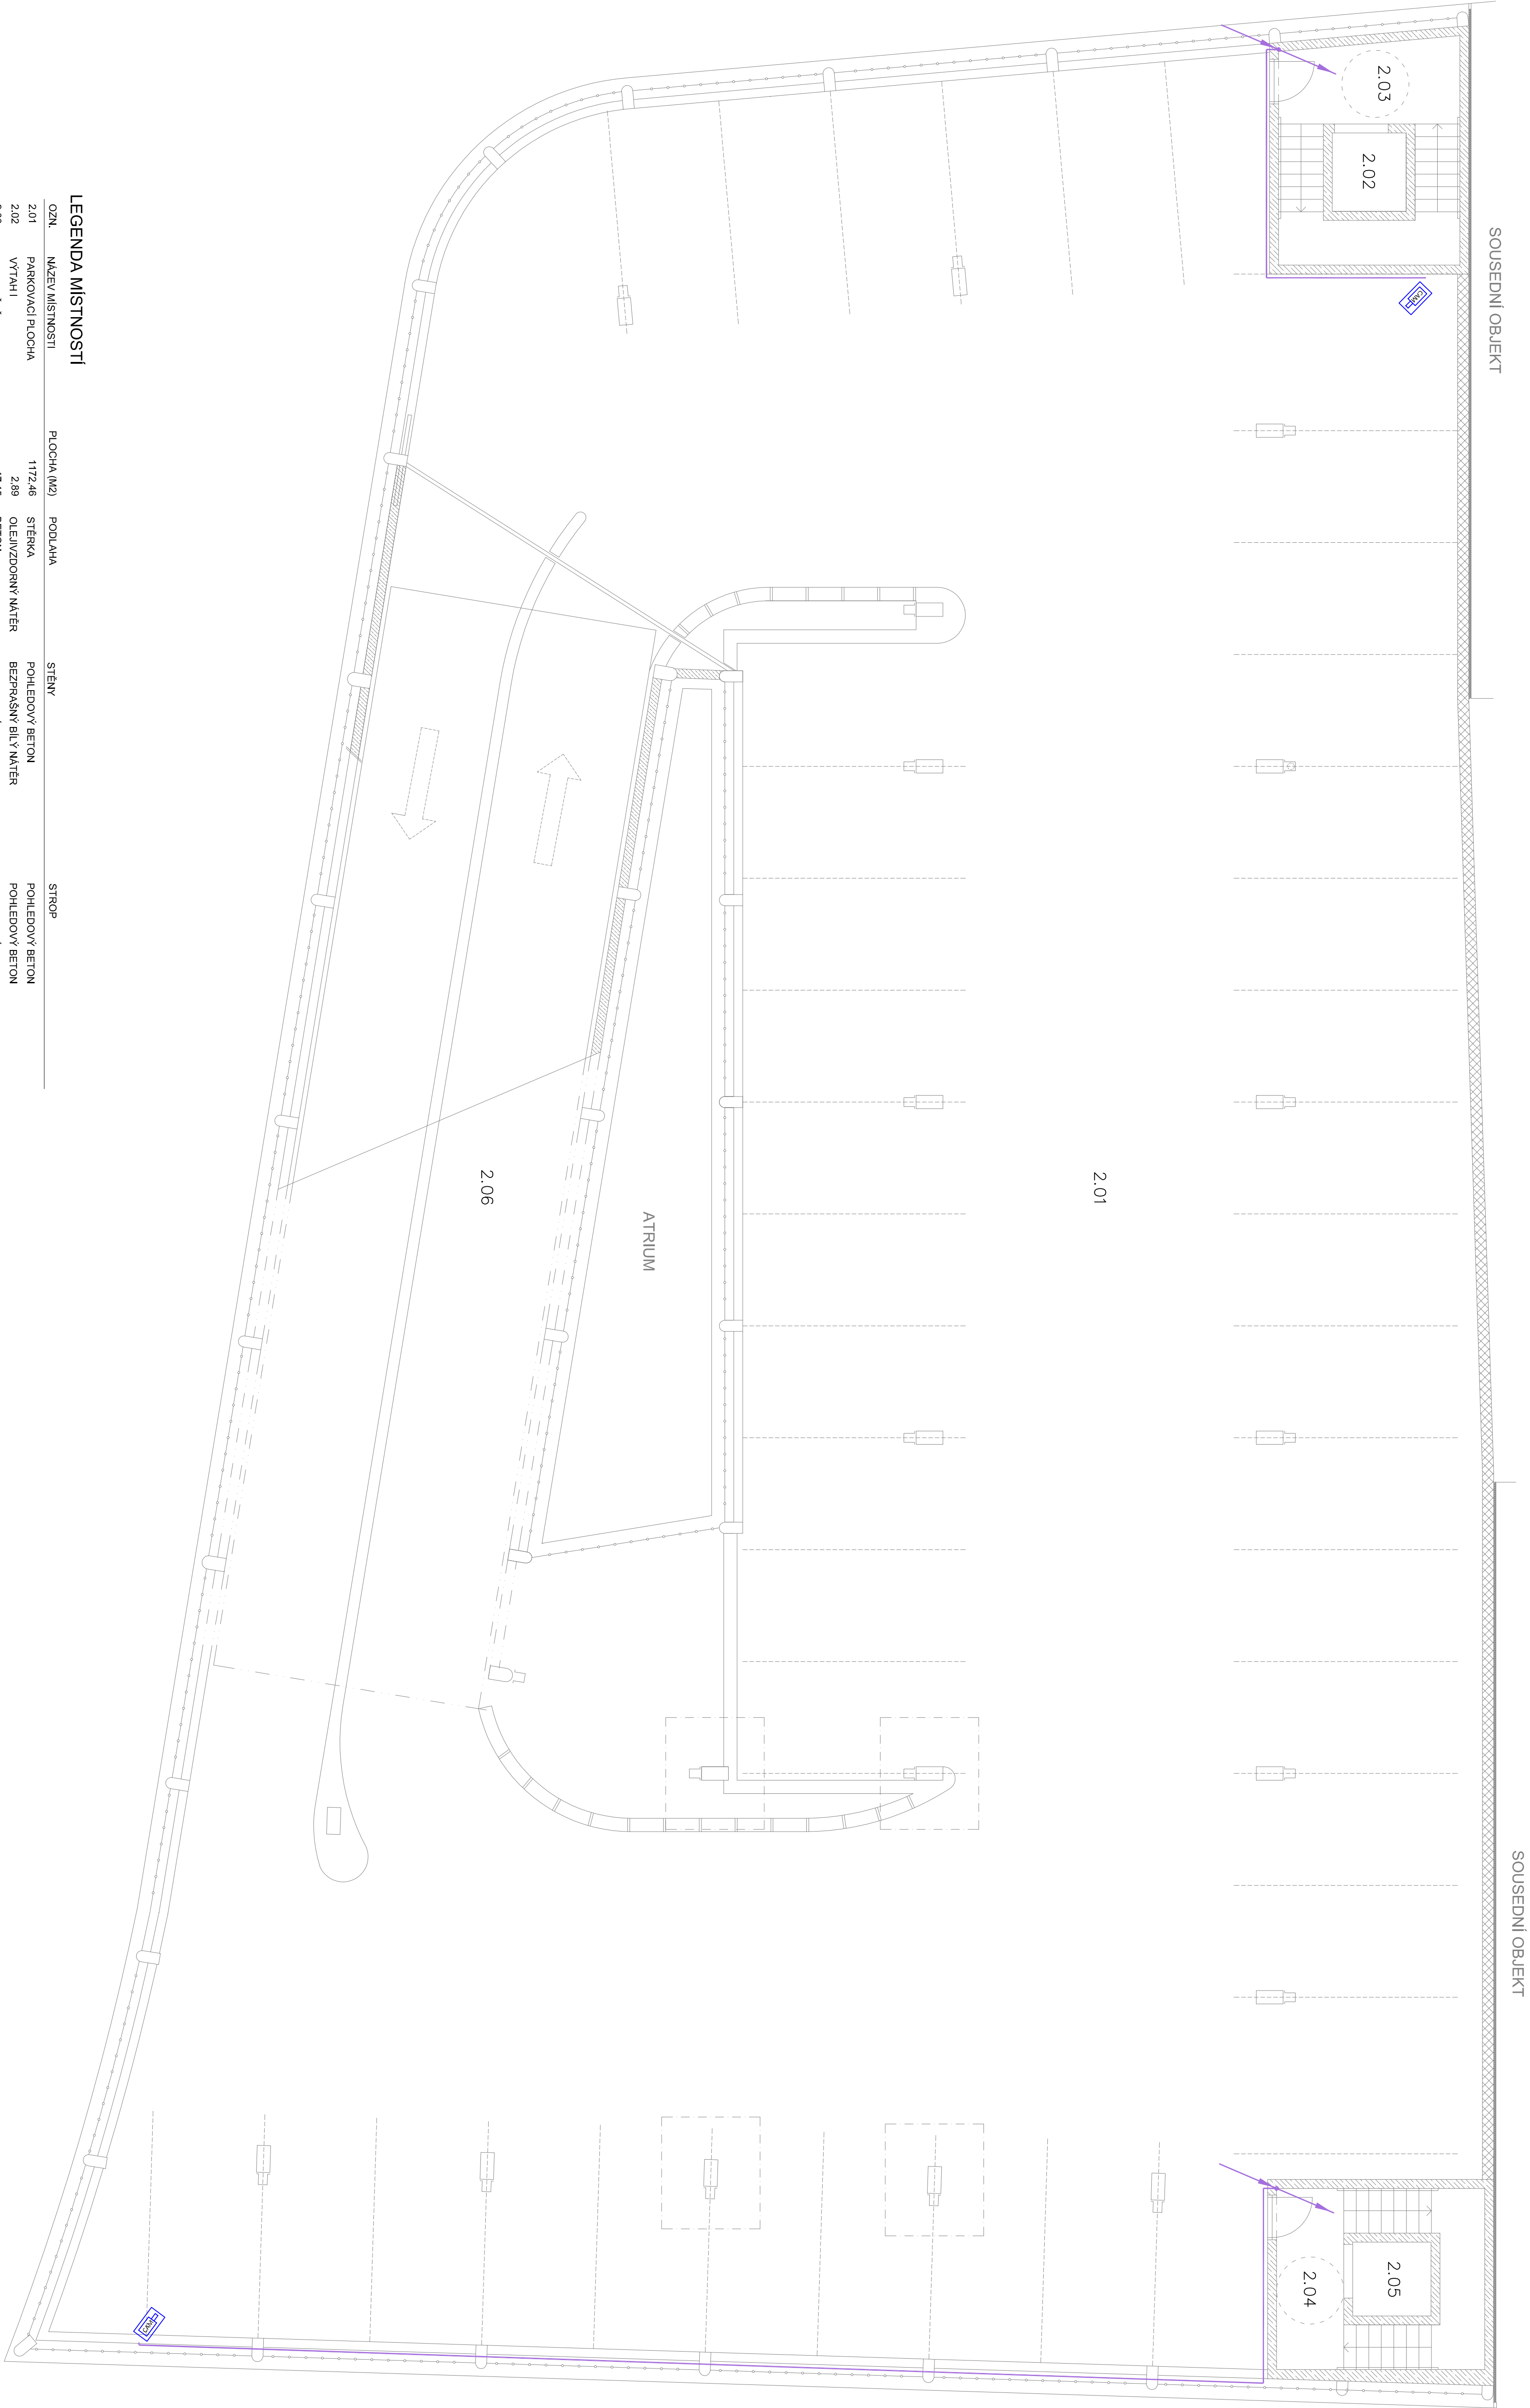 SOUSEDNÍ OBJEKT
2.03
2.02
CAM
2.01
2.06
ATRIUM
SOUSEDNÍ OBJEKT
2.05
2.04
CAM
LEGENDA MÍSTNOSTÍ
OZN. NÁZEV MÍSTNOSTI PLOCHA (M2) PODLAHA STĚNY STROP
2.01 PARKOVACÍ PLOCHA 1172,46 STĚRKA POHLEDOVÝ BETON POHLEDOVÝ BETON
2.02 VÝTAH I 2,89 OLEJIVZDORNÝ NÁTĚR BEZPRAŠNÝ BÍLÝ NÁTĚR POHLEDOVÝ BETON